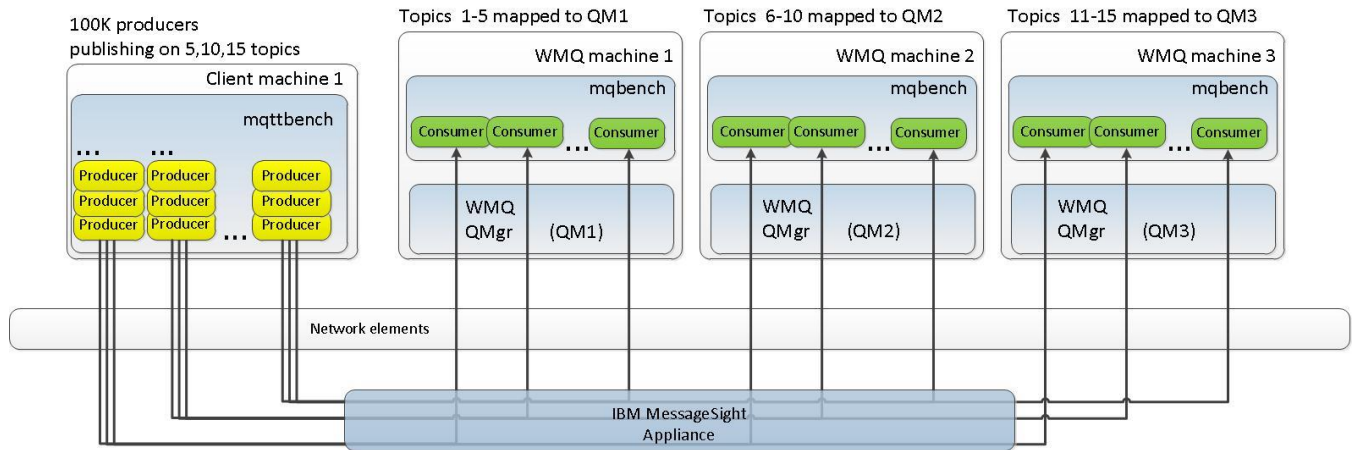 100K producers
publishing on 5,10,15 topics
Client machine 1
mqttbench
... ...
Producer Producer Producer
Producer Producer Producer
Producer Producer ... Producer
Topics 1-5 mapped to QM1
WMQ machine 1
mqbench
Consumer Consumer ... Consumer
WMQ
QMgr (QM1)
Topics 6-10 mapped to QM2
WMQ machine 2
mqbench
Consumer Consumer ... Consumer
WMQ
QMgr (QM2)
Topics 11-15 mapped to QM3
WMQ machine 3
mqbench
Consumer Consumer ... Consumer
WMQ
QMgr (QM3)
Network elements
IBM MessageSight
Appliance